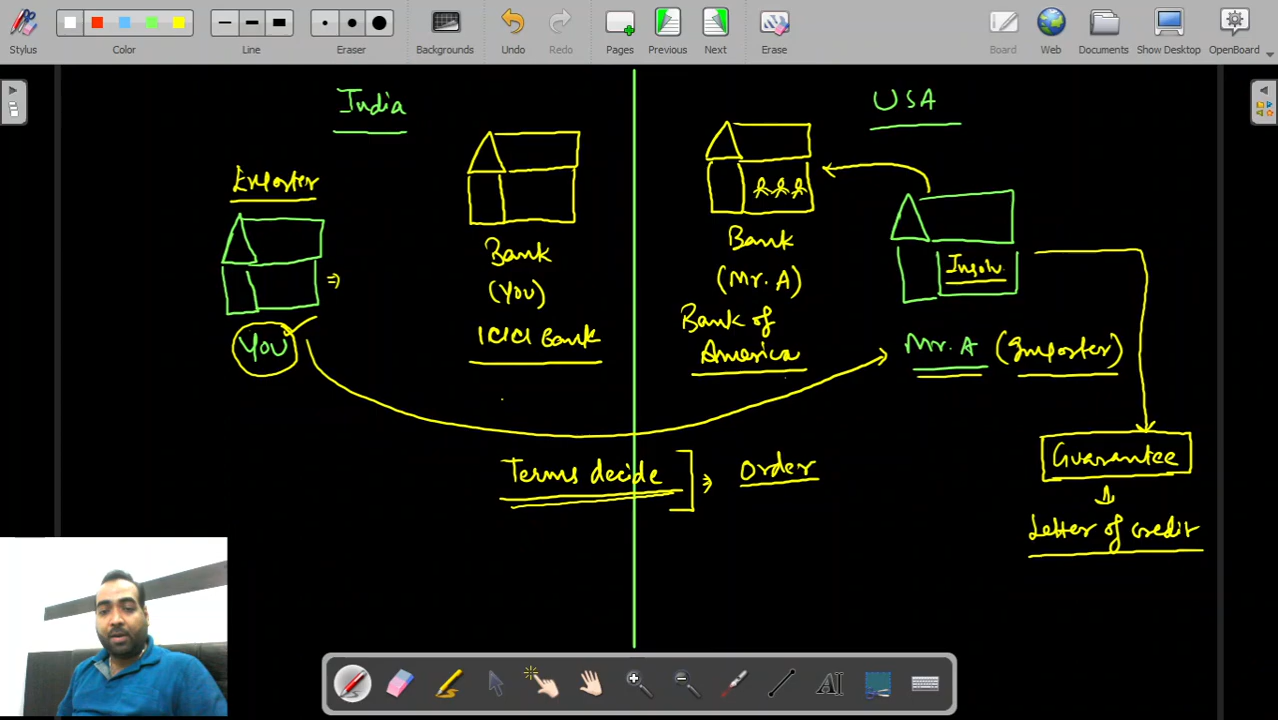 Stylus
Color
Line
Eraser
Backgrounds
Undo
Redo
Pages
Previous
Next
Erase
Board
Web
Documents
Show Desktop
OpenBoard
India
USA
Exporter
Bank
(You)
ICICI Bank
Bank
(Mr. A)
Bank of
America
Insolv.
You
Mr. A (Importer)
Terms decide
Order
Guarantee
Letter of credit
AI